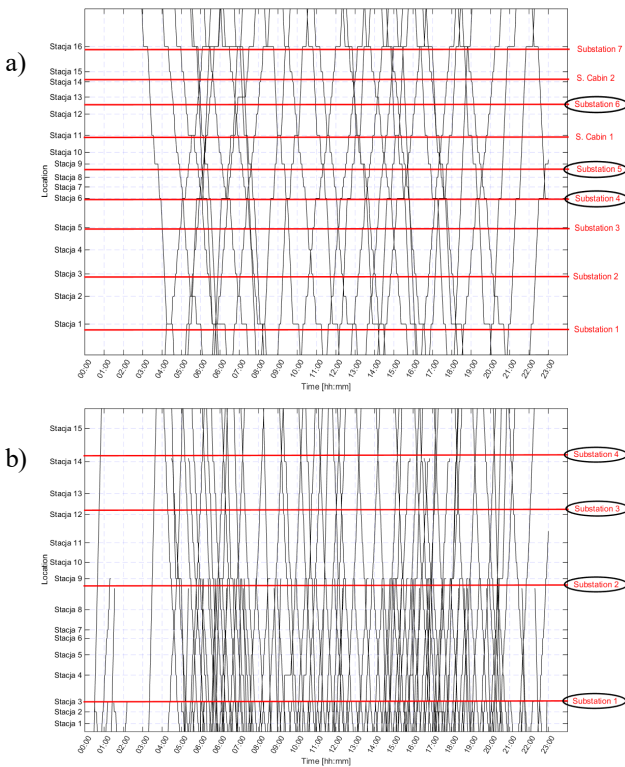 a)
Stacja 16
Substation 7
Stacja 15
S. Cabin 2
Stacja 14
Stacja 13
Substation 6
Stacja 12
Stacja 11
S. Cabin 1
Stacja 10
Stacja 9
Substation 5
Stacja 8
Stacja 7
Stacja 6
Substation 4
Stacja 5
Substation 3
Stacja 4
Stacja 3
Substation 2
Stacja 2
Stacja 1
Substation 1
Location
00:00 01:00 02:00 03:00 04:00 05:00 06:00 07:00 08:00 09:00 10:00 11:00 12:00 13:00 14:00 15:00 16:00 17:00 18:00 19:00 20:00 21:00 22:00 23:00
Time [hh:mm]
b)
Stacja 15
Substation 4
Stacja 14
Stacja 13
Substation 3
Stacja 12
Stacja 11
Stacja 10
Stacja 9
Substation 2
Stacja 8
Stacja 7
Stacja 6
Stacja 5
Stacja 4
Stacja 3
Substation 1
Stacja 2
Stacja 1
Location
00:00 01:00 02:00 03:00 04:00 05:00 06:00 07:00 08:00 09:00 10:00 11:00 12:00 13:00 14:00 15:00 16:00 17:00 18:00 19:00 20:00 21:00 22:00 23:00
Time [hh:mm]